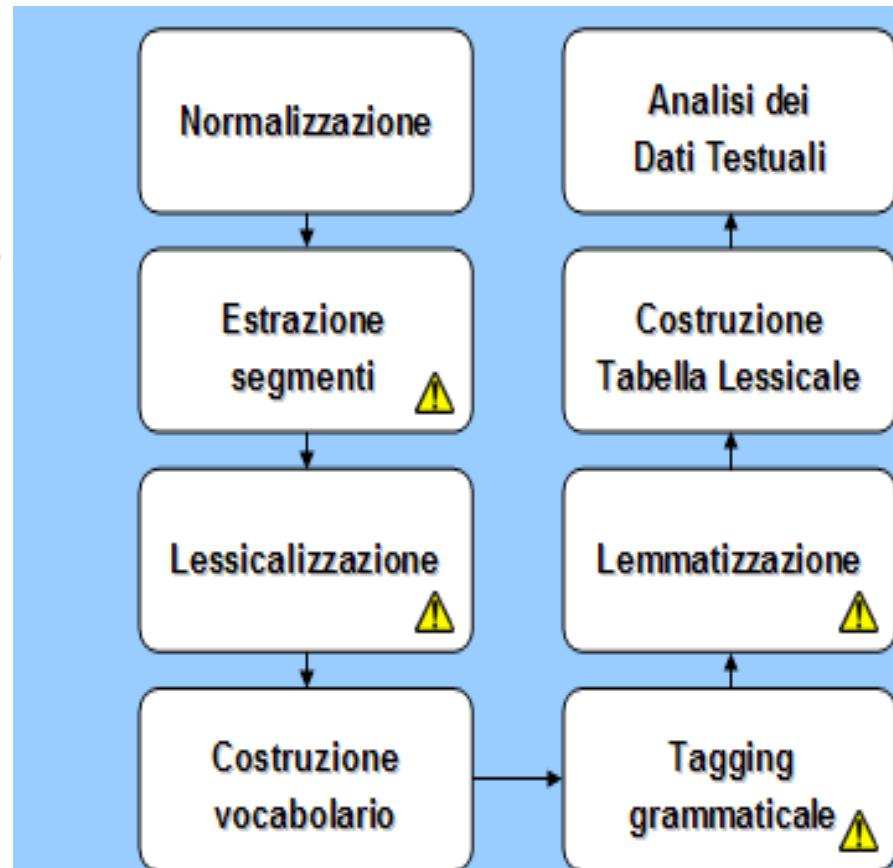 Normalizzazione
Estrazione
segmenti
Lessicalizzazione
Costruzione
vocabolario
Tagging
grammaticale
Lemmatizzazione
Costruzione
Tabella Lessicale
Analisi dei
Dati Testuali